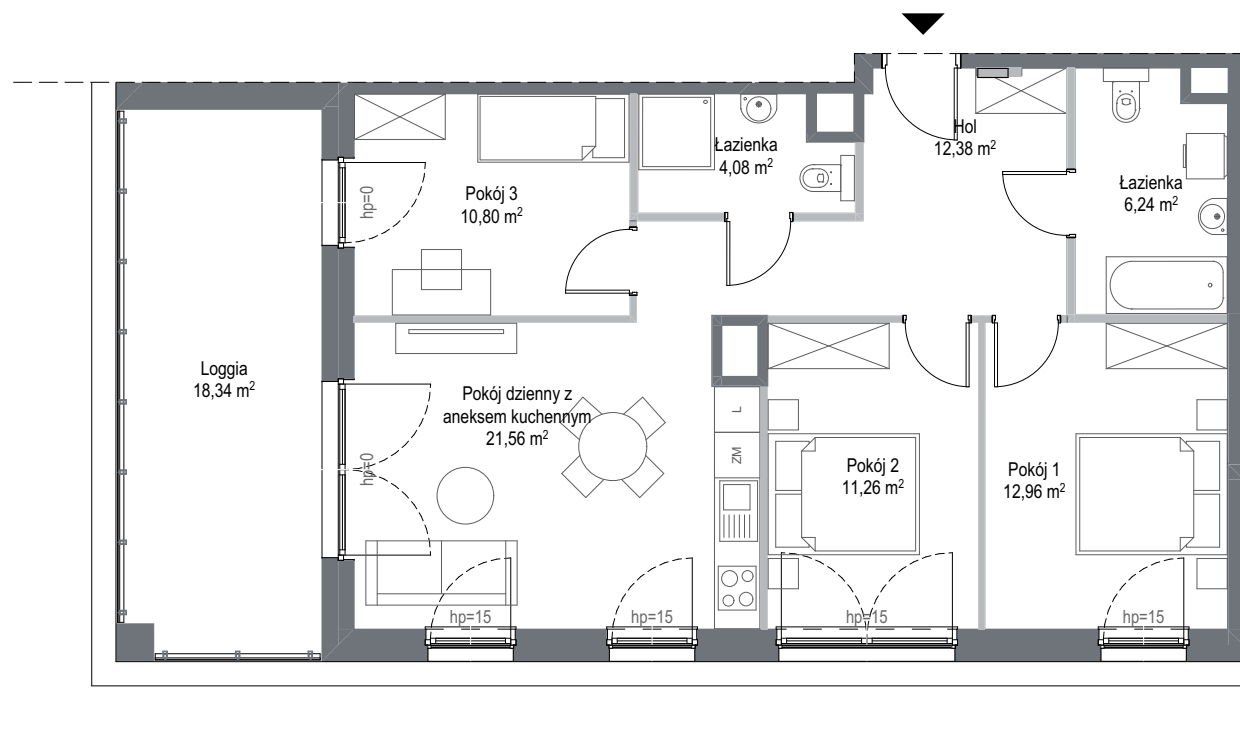 Hol
12,38 m²
Łazienka
4,08 m²
Łazienka
6,24 m²
Pokój 3
10,80 m²
hp=0
Loggia
18,34 m²
Pokój dzienny z
aneksem kuchennym
21,56 m²
hp=0
L
ZM
Pokój 2
11,26 m²
Pokój 1
12,96 m²
hp=15
hp=15
hp=15
hp=15